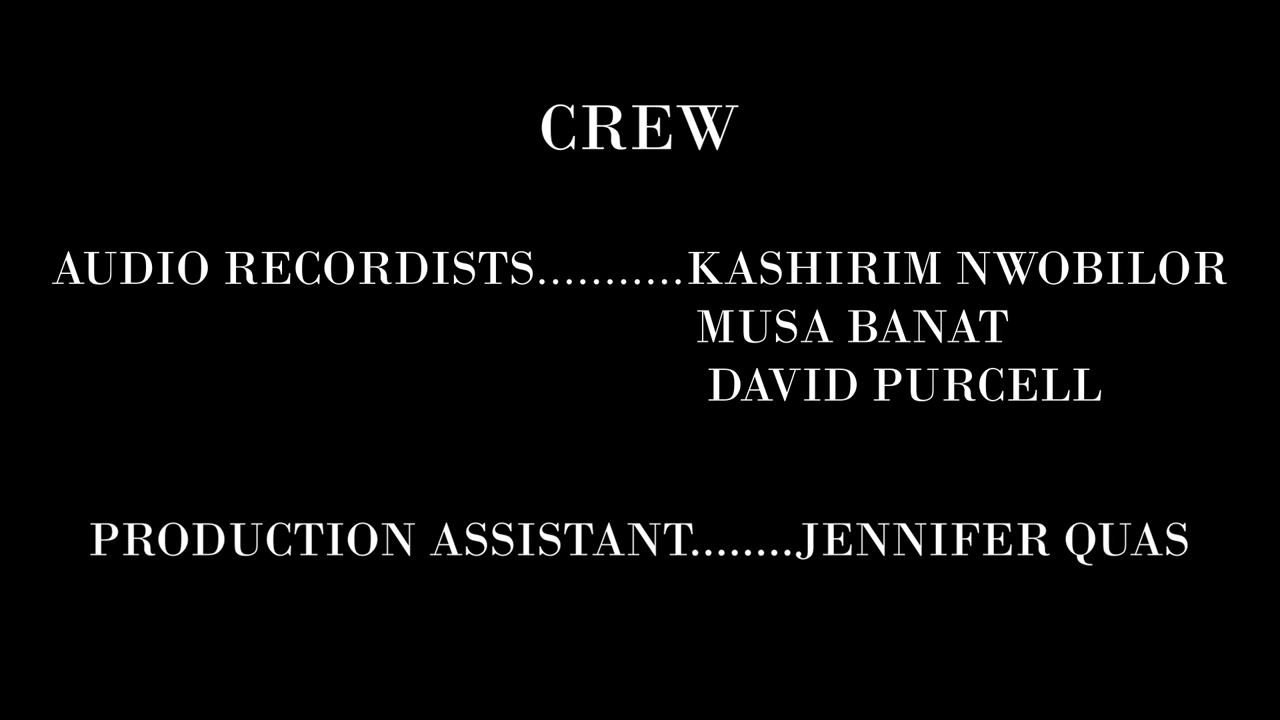 CREW
AUDIO RECORDISTS...........KASHIRIM NWOBILOR
MUSA BANAT
DAVID PURCELL
PRODUCTION ASSISTANT........JENNIFER QUAS